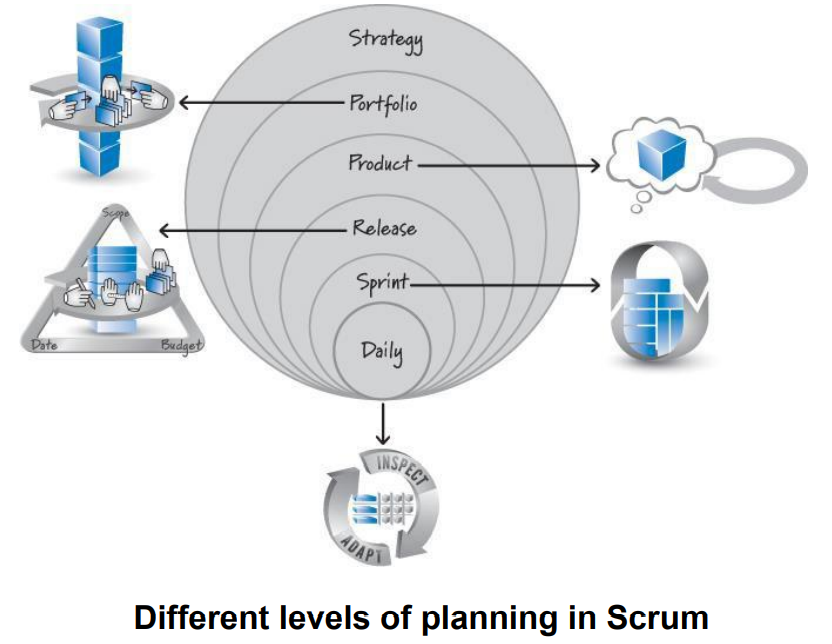 Strategy
Portfolio
Product
Scope
Release
Sprint
Date
Budget
Daily
INSPECT
ADAPT
Different levels of planning in Scrum